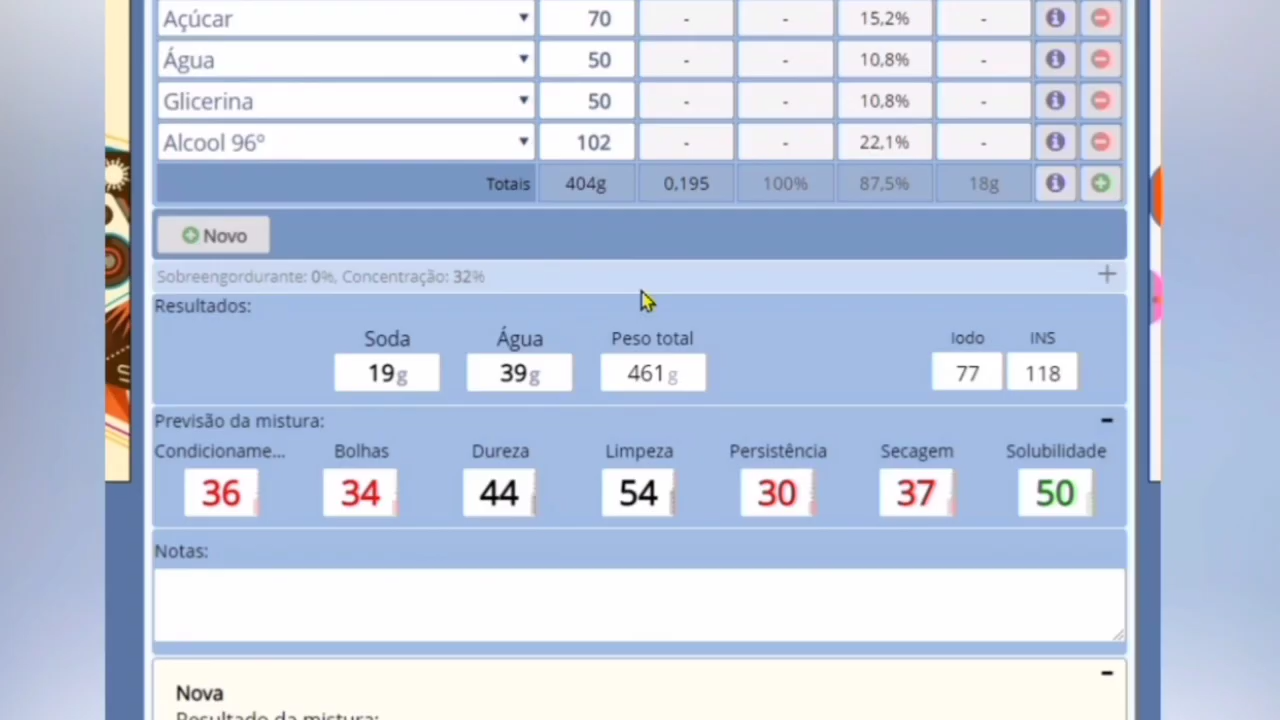 Açúcar 70 - - 15,2% -
Água 50 - - 10,8% -
Glicerina 50 - - 10,8% -
Alcool 96º 102 - - 22,1% -
Totais 404g 0,195 100% 87,5% 18g
Novo
Sobreengordurante: 0%, Concentração: 32%
Resultados:
Soda Água Peso total Iodo INS
19g 39g 461g 77 118
Previsão da mistura:
Condicioname... Bolhas Dureza Limpeza Persistência Secagem Solubilidade
36 34 44 54 30 37 50
Notas:
Nova
Resultado da mistura: